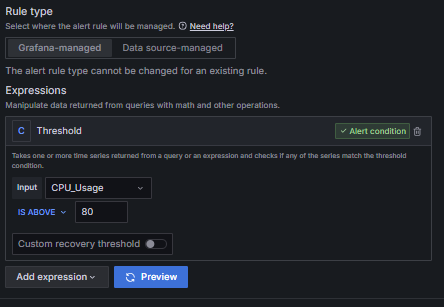 Rule type
Select where the alert rule will be managed. Need help?
Grafana-managed Data source-managed
The alert rule type cannot be changed for an existing rule.
Expressions
Manipulate data returned from queries with math and other operations.
C Threshold ✓ Alert condition
Takes one or more time series returned from a query or an expression and checks if any of the series match the threshold
condition.
Input CPU_Usage
IS ABOVE 80
Custom recovery threshold
Add expression Preview